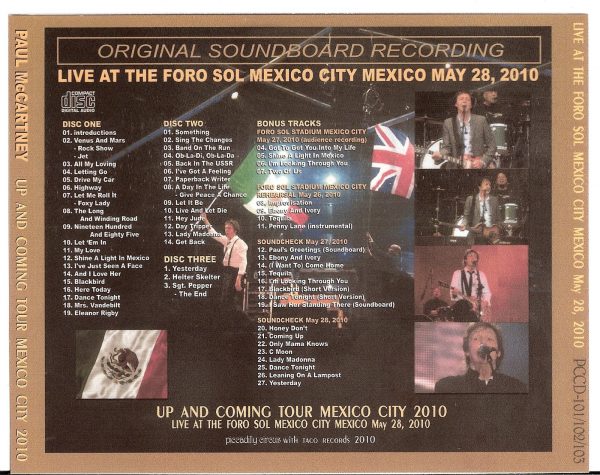 ORIGINAL SOUNDBOARD RECORDING
LIVE AT THE FORO SOL MEXICO CITY MEXICO MAY 28, 2010
COMPACT
disc
DIGITAL AUDIO
DISC ONE
01. introductions
02. Venus And Mars
- Rock Show
- Jet
03. All My Loving
04. Letting Go
05. Drive My Car
06. Highway
07. Let Me Roll It
- Foxy Lady
08. The Long
And Winding Road
09. Nineteen Hundred
And Eighty Five
10. Let 'Em In
11. My Love
12. Shine A Light In Mexico
13. I've Just Seen A Face
14. And I Love Her
15. Blackbird
16. Here Today
17. Dance Tonight
18. Mrs. Vandebilt
19. Eleanor Rigby
DISC TWO
01. Something
02. Sing The Changes
03. Band On The Run
04. Ob-La-Di, Ob-La-Da
05. Back In The USSR
06. I've Got A Feeling
07. Paperback Writer
08. A Day In The Life
- Give Peace A Chance
09. Let It Be
10. Live And Let Die
11. Hey Jude
12. Day Tripper
13. Lady Madonna
14. Get Back
DISC THREE
1. Yesterday
2. Helter Skelter
3. Sgt. Pepper
- The End
BONUS TRACKS
FORO SOL STADIUM MEXICO CITY
May 27, 2010 (audience recording)
04. Got To Get You Into My Life
05. Shine A Light In Mexico
06. I'm Looking Through You
07. Two Of Us
FORO SOL STADIUM MEXICO CITY
REHEARSAL May 26, 2010
08. Improvisation
09. Ebony And Ivory
10. Tequila
11. Penny Lane (instrumental)
SOUNDCHECK May 27, 2010
12. Paul's Greetings (Soundboard)
13. Ebony And Ivory
14. (I Want To) Come Home
15. Tequila
16. I'm Looking Through You
17. Blackbird (Short Version)
18. Dance Tonight (Short Version)
19. I Saw Her Standing There (Soundboard)
SOUNDCHECK May 28, 2010
20. Honey Don't
21. Coming Up
22. Only Mama Knows
23. C Moon
24. Lady Madonna
25. Dance Tonight
26. Leaning On A Lampost
27. Yesterday
UP AND COMING TOUR MEXICO CITY 2010
LIVE AT THE FORO SOL MEXICO CITY MEXICO May 28, 2010
piccadilly circus with TACO RECORDS 2010
PAUL McCARTNEY UP AND COMING TOUR MEXICO CITY 2010
LIVE AT THE FORO SOL MEXICO CITY MEXICO May 28, 2010 PCCD-101/102/103